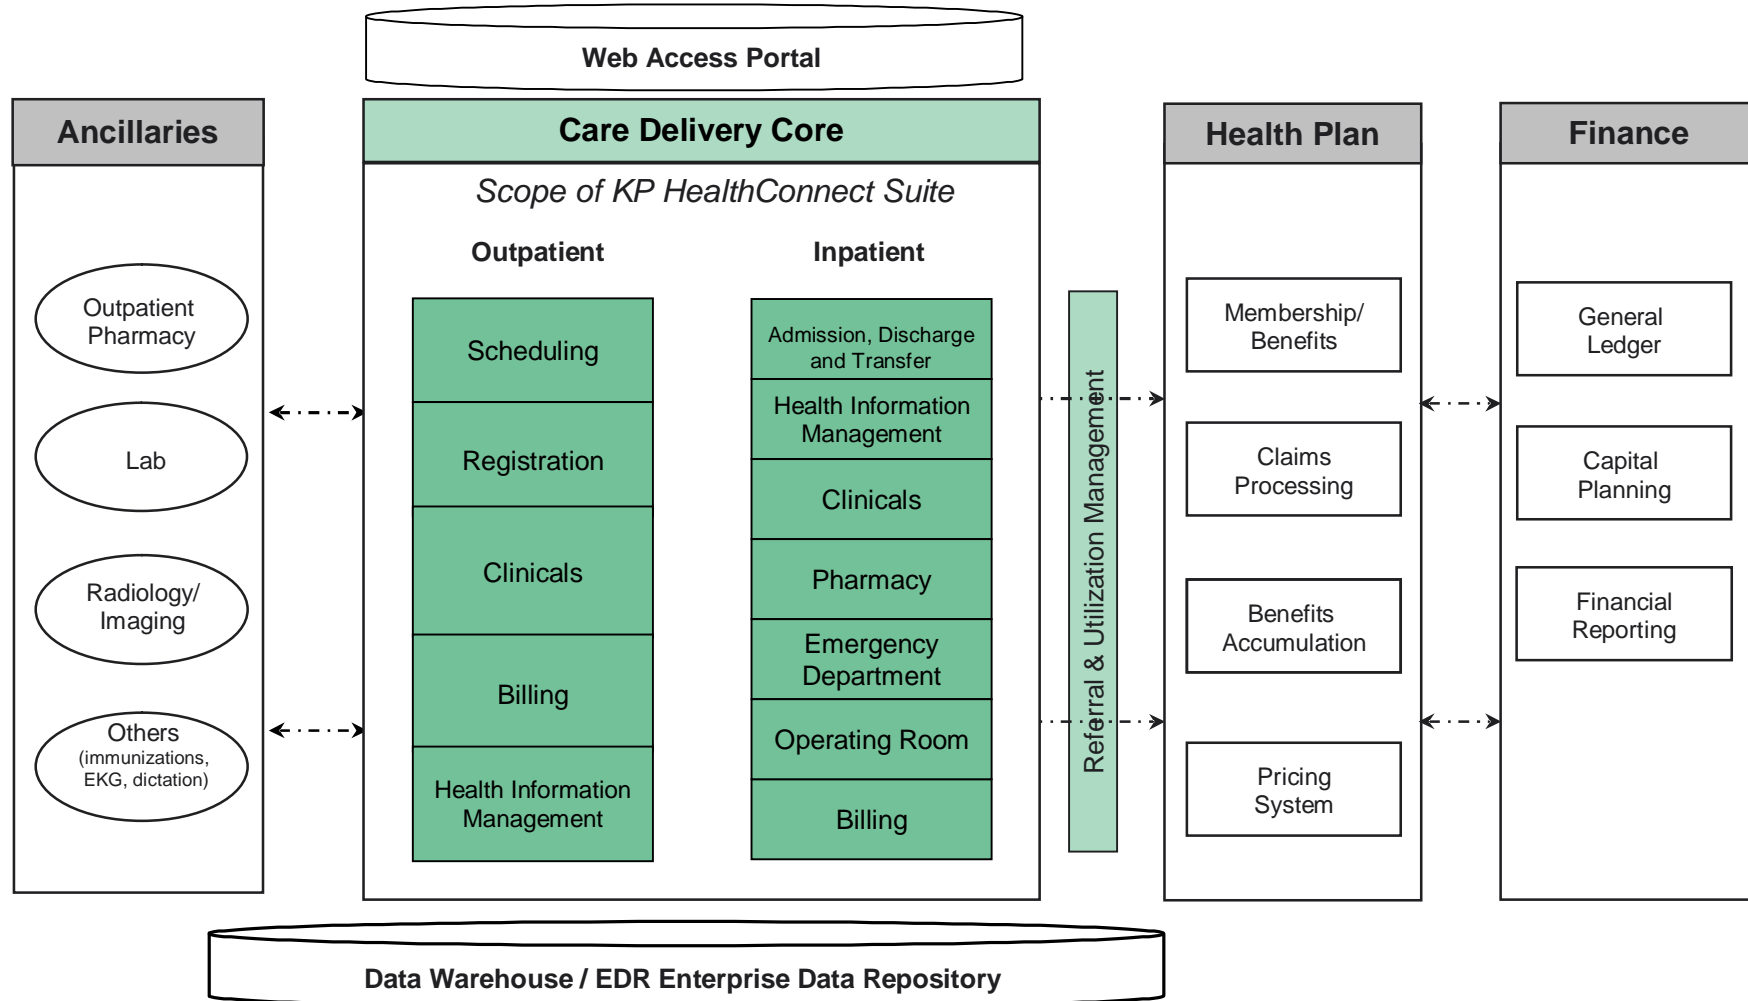 Web Access Portal
Ancillaries
Outpatient
Pharmacy
Lab
Radiology/
Imaging
Others
(immunizations,
EKG, dictation)
Care Delivery Core
Scope of KP HealthConnect Suite
Outpatient
Scheduling
Registration
Clinicals
Billing
Health Information
Management
Inpatient
Admission, Discharge
and Transfer
Health Information
Management
Clinicals
Pharmacy
Emergency
Department
Operating Room
Billing
Referral & Utilization Management
Health Plan
Membership/
Benefits
Claims
Processing
Benefits
Accumulation
Pricing
System
Finance
General
Ledger
Capital
Planning
Financial
Reporting
Data Warehouse / EDR Enterprise Data Repository